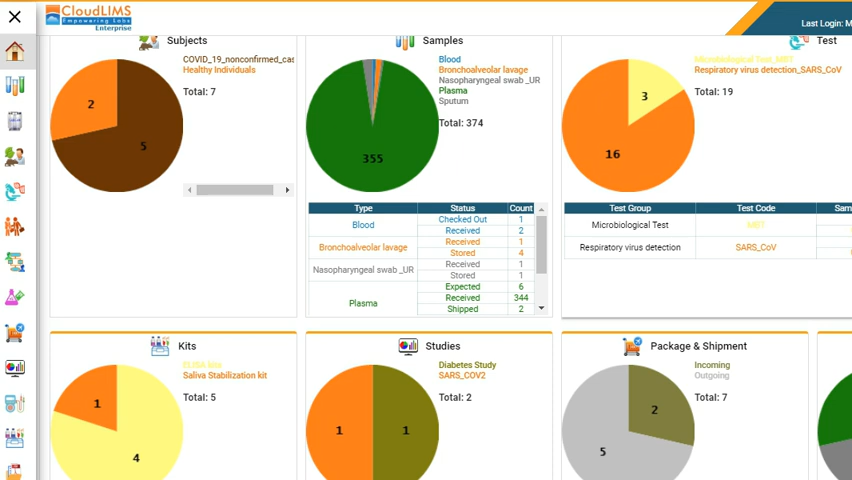 CloudLIMS
Empowering Labs
Enterprise
Last Login: M
Subjects
COVID_19_nonconfirmed_cas
Healthy Individuals
Total: 7
2
5
Samples
Blood
Bronchoalveolar lavage
Nasopharyngeal swab _UR
Plasma
Sputum
Total: 374
355
Type Status Count
Blood Checked Out 1
Received 2
Bronchoalveolar lavage Received 1
Stored 4
Nasopharyngeal swab _UR Received 1
Stored 1
Plasma Expected 6
Received 344
Shipped 2
Test
Microbiological Test_MBT
Respiratory virus detection_SARS_CoV
Total: 19
3
16
Test Group Test Code Sam
Microbiological Test MBT
Respiratory virus detection SARS_CoV
Kits
ELISA kits
Saliva Stabilization kit
Total: 5
1
4
Studies
Diabetes Study
SARS_COV2
Total: 2
1 1
Package & Shipment
Incoming
Outgoing
Total: 7
2
5